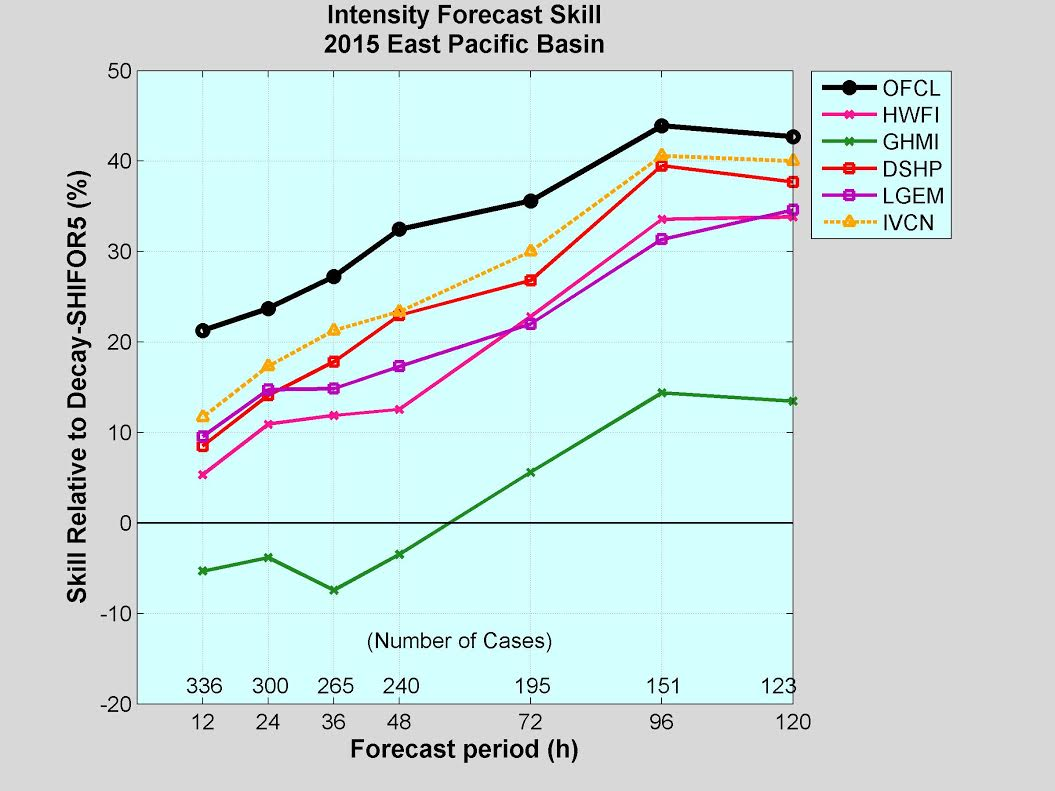 Intensity Forecast Skill
2015 East Pacific Basin
50
40
30
20
10
0
-10
-20
Skill Relative to Decay-SHIFOR5 (%)
OFCL
HWFI
GHMI
DSHP
LGEM
IVCN
(Number of Cases)
336 300 265 240 195 151 123
12 24 36 48 72 96 120
Forecast period (h)